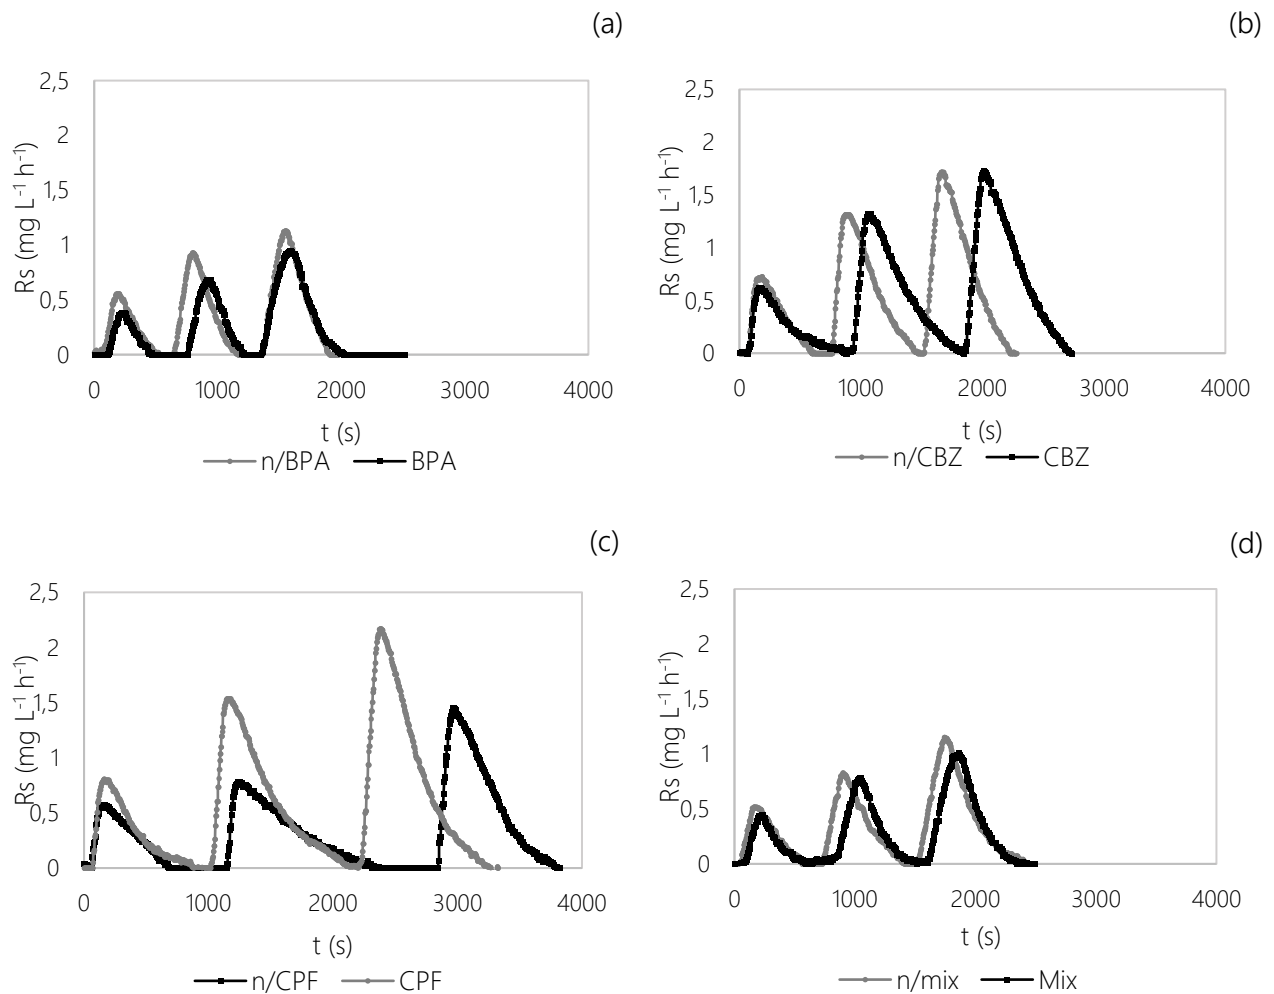 (a)
2,5
2
1,5
1
0,5
0
Rs (mg L-1 h-1)
0 1000 2000 3000 4000
t (s)
n/BPA BPA
(b)
2,5
2
1,5
1
0,5
0
Rs (mg L-1 h-1)
0 1000 2000 3000 4000
t (s)
n/CBZ CBZ
(c)
2,5
2
1,5
1
0,5
0
Rs (mg L-1 h-1)
0 1000 2000 3000 4000
t (s)
n/CPF CPF
(d)
2,5
2
1,5
1
0,5
0
Rs (mg L-1 h-1)
0 1000 2000 3000 4000
t (s)
n/mix Mix